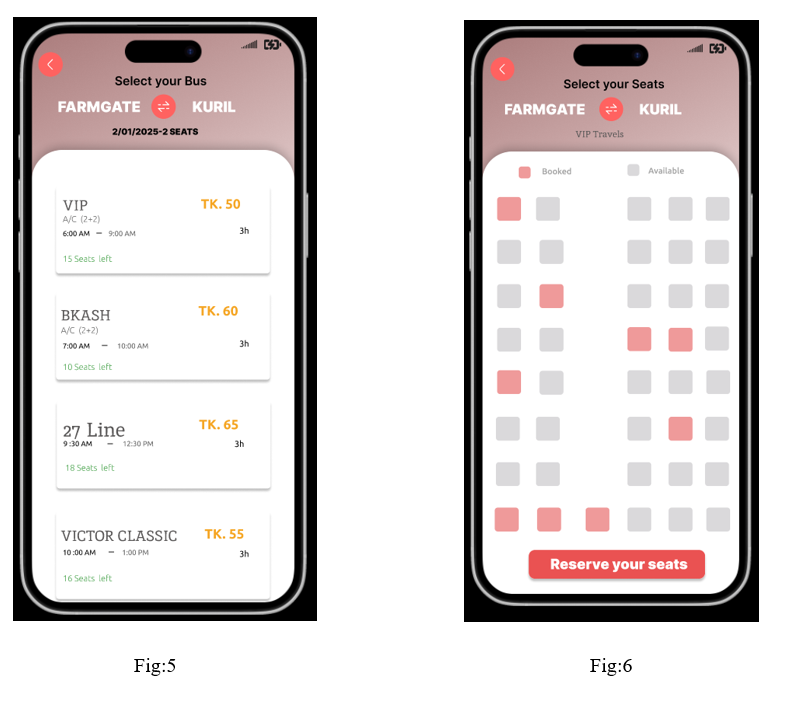 Select your Bus
FARMGATE KURIL
2/01/2025-2 SEATS
VIP TK. 50
A/C (2+2)
6:00 AM – 9:00 AM 3h
15 Seats left
BKASH TK. 60
A/C (2+2)
7:00 AM – 10:00 AM 3h
10 Seats left
27 Line TK. 65
9 :30 AM – 12:30 PM 3h
18 Seats left
VICTOR CLASSIC TK. 55
10 :00 AM – 1:00 PM 3h
16 Seats left
Fig:5
Select your Seats
FARMGATE KURIL
VIP Travels
Booked Available
Reserve your seats
Fig:6